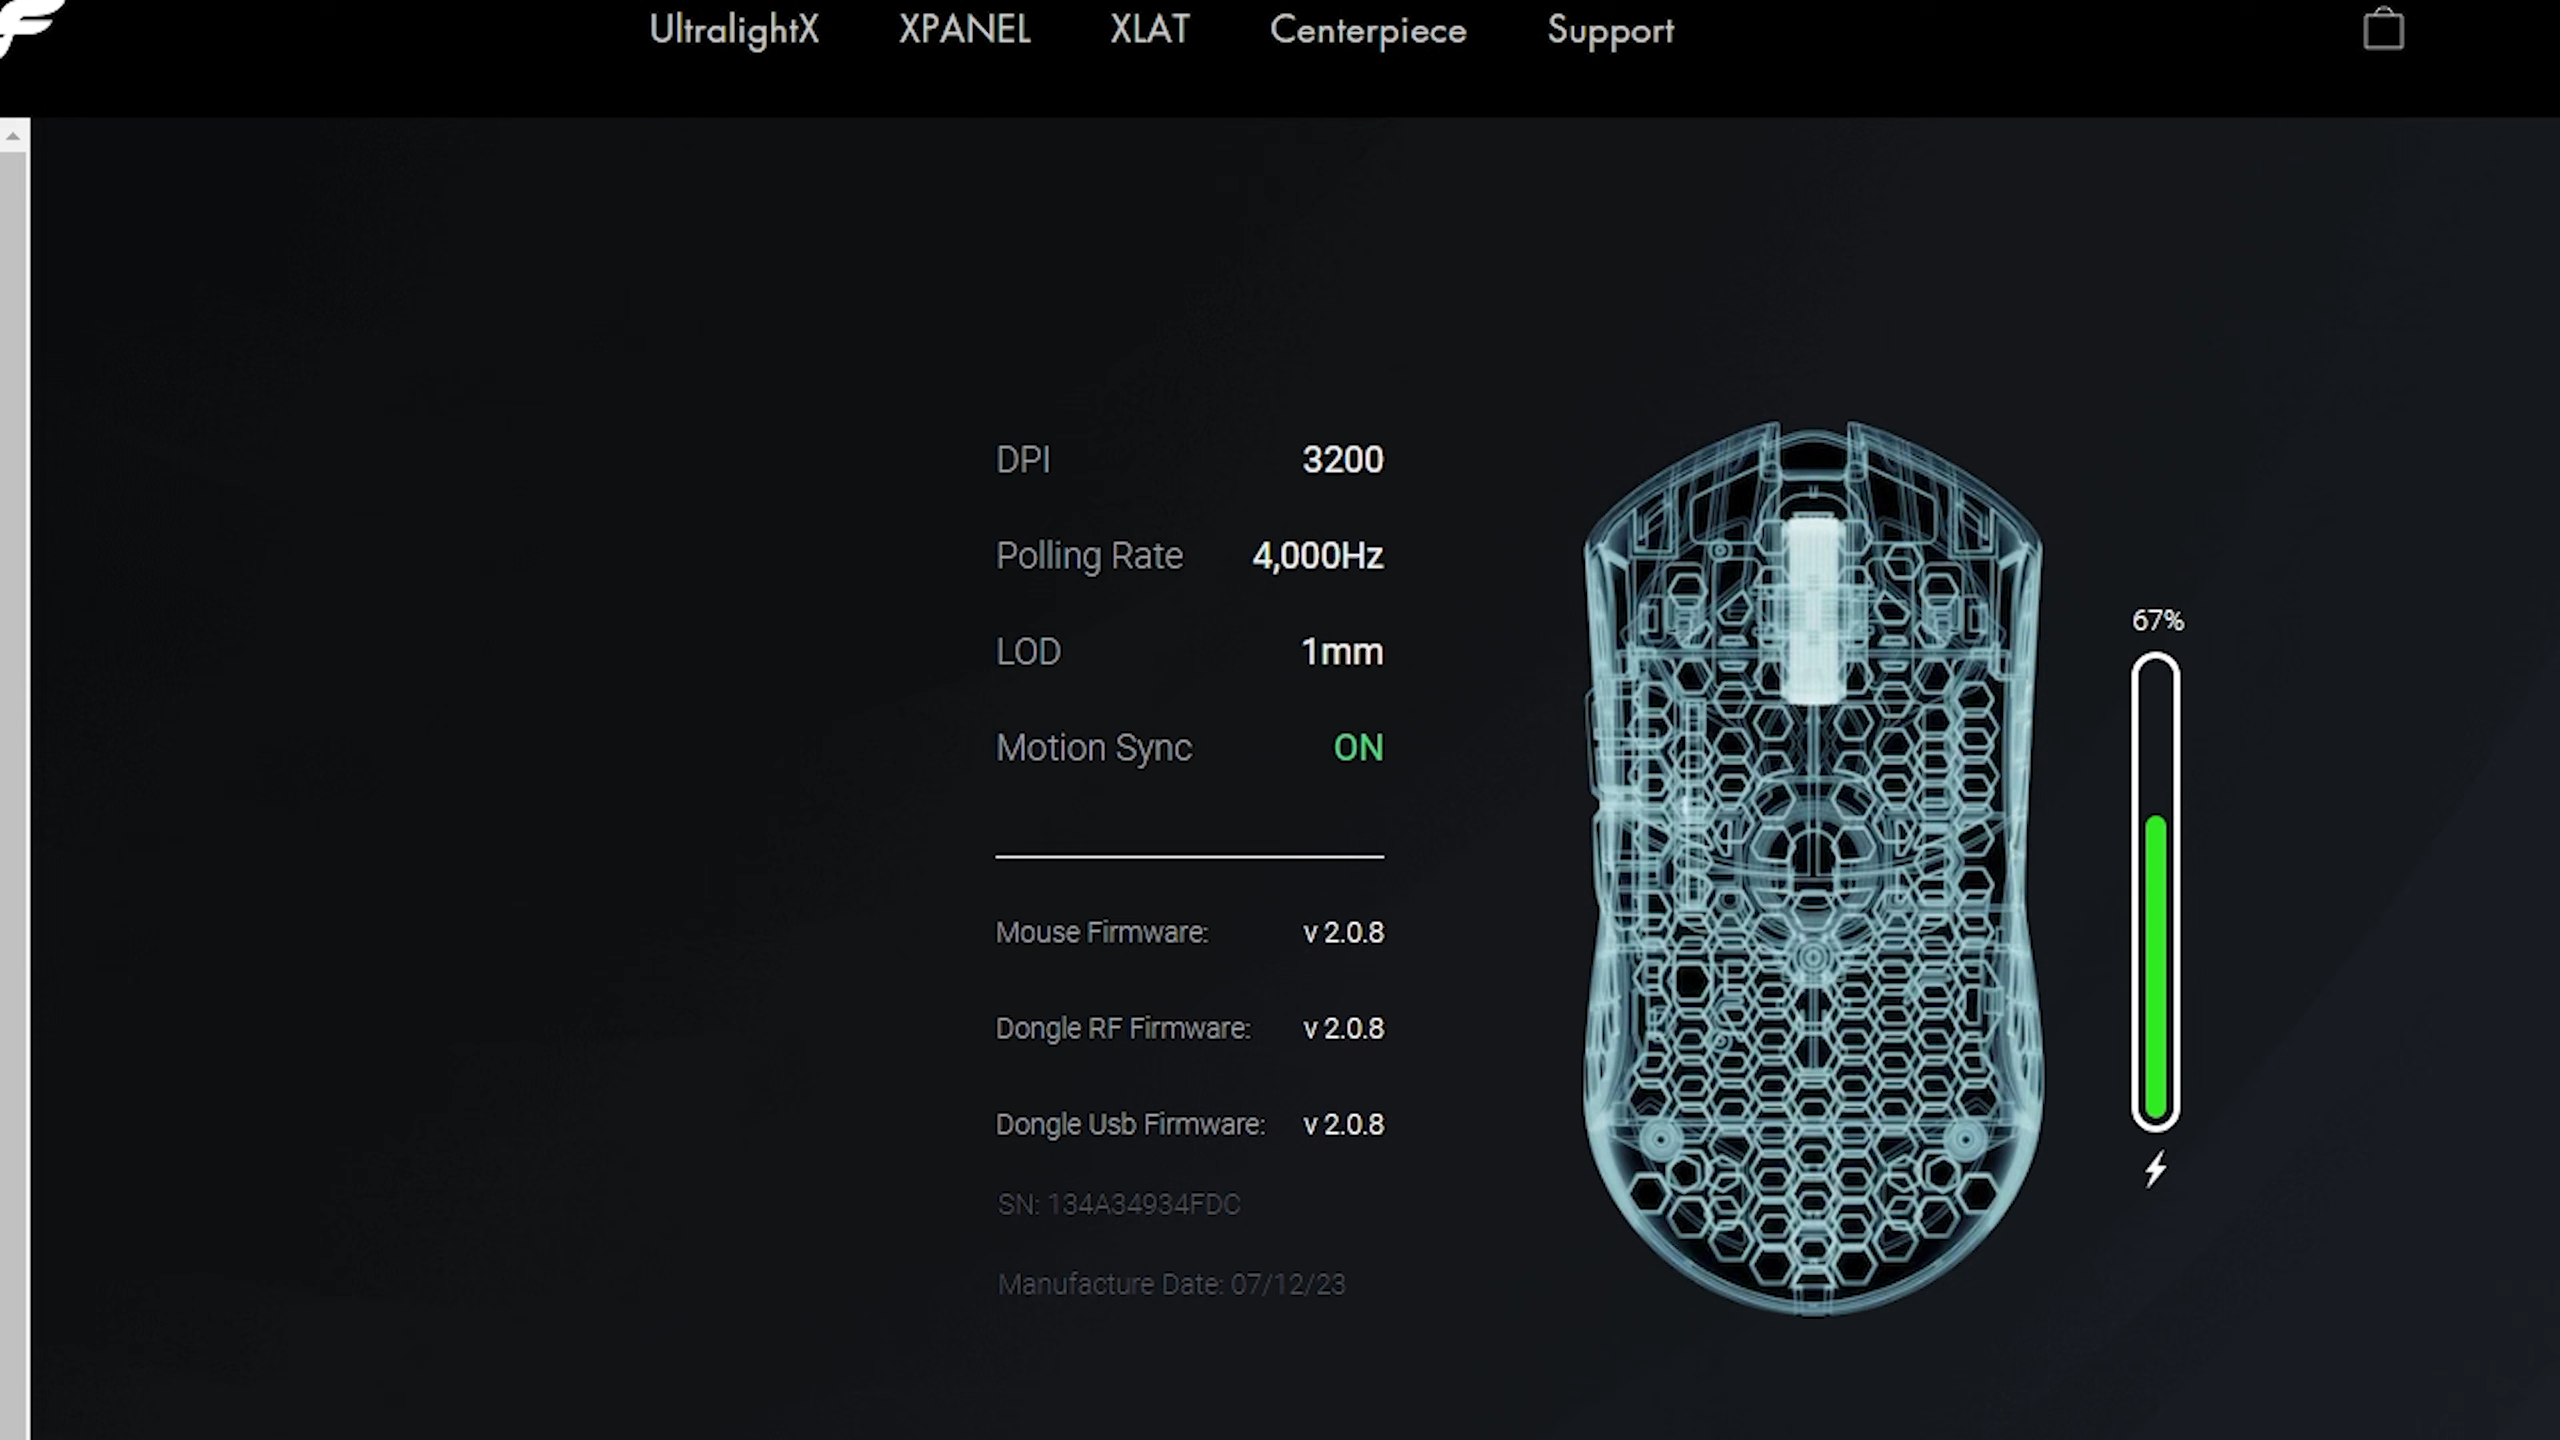 UltralightX XPANEL XLAT Centerpiece Support
DPI 3200
Polling Rate 4,000Hz
LOD 1mm
67%
Motion Sync ON
Mouse Firmware: v 2.0.8
Dongle RF Firmware: v 2.0.8
Dongle Usb Firmware: v 2.0.8
SN: 134A34934FDC
Manufacture Date: 07/12/23